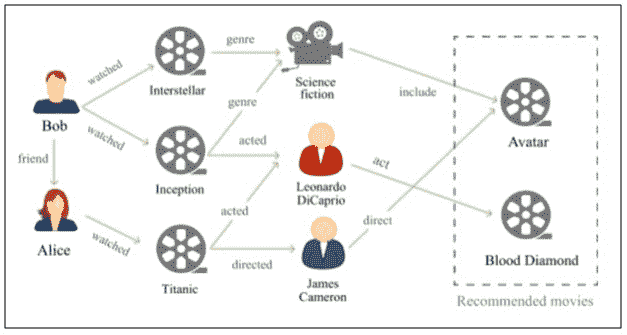 watched
genre
Interstellar
Science
fiction
include
Bob
genre
watched
acted
Avatar
friend
Inception
Leonardo
DiCaprio
act
Alice
acted
direct
watched
directed
Titanic
James
Cameron
Blood Diamond
Recommended movies